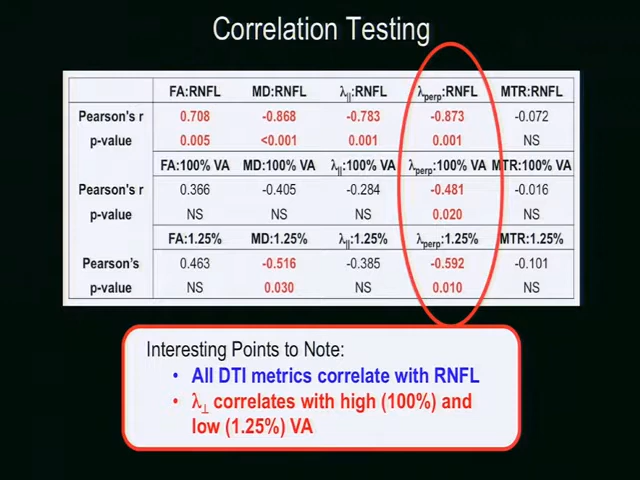 Correlation Testing
FA:RNFL MD:RNFL λ||:RNFL λperp:RNFL MTR:RNFL
Pearson's r 0.708 -0.868 -0.783 -0.873 -0.072
p-value 0.005 <0.001 0.001 0.001 NS
FA:100% VA MD:100% VA λ||:100% VA λperp:100% VA MTR:100% VA
Pearson's r 0.366 -0.405 -0.284 -0.481 -0.016
p-value NS NS NS 0.020 NS
FA:1.25% MD:1.25% λ||:1.25% λperp:1.25% MTR:1.25%
Pearson's 0.463 -0.516 -0.385 -0.592 -0.101
p-value NS 0.030 NS 0.010 NS
Interesting Points to Note:
• All DTI metrics correlate with RNFL
• λ⊥ correlates with high (100%) and
low (1.25%) VA